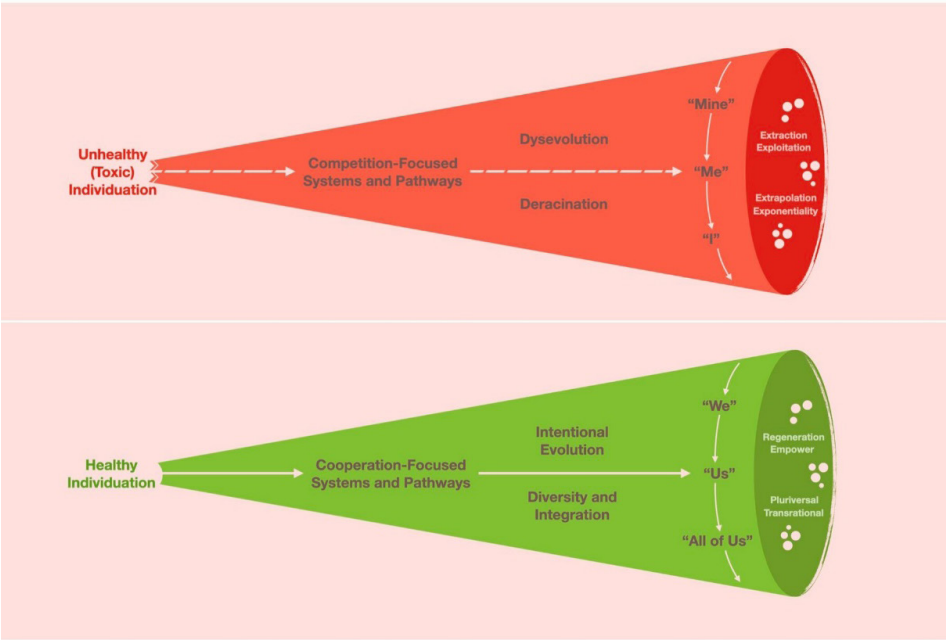 Unhealthy
(Toxic)
Individuation
Competition-Focused
Systems and Pathways
Dysevolution
Deracination
“Mine”
“Me”
“I”
Extraction
Exploitation
Extrapolation
Exponentiality
Healthy
Individuation
Cooperation-Focused
Systems and Pathways
Intentional
Evolution
Diversity and
Integration
“We”
“Us”
“All of Us”
Regeneration
Empower
Pluriversal
Transrational